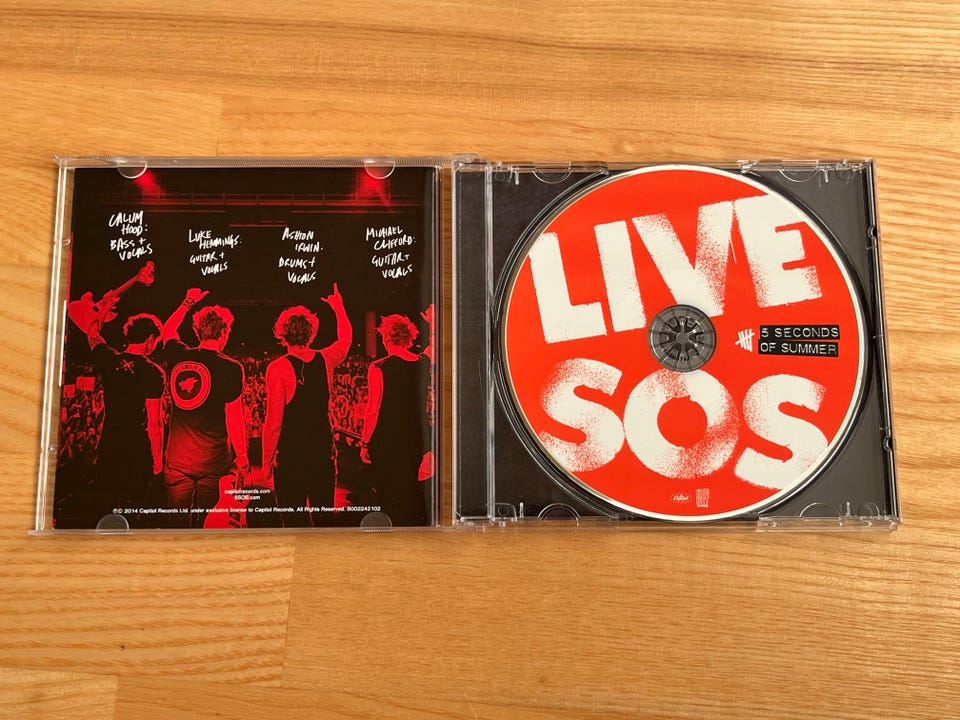 CALUM
HOOD:
BASS +
VOCALS
LUKE
HEMMINGS:
GUITAR +
VOCALS
ASHTON
IRWIN:
DRUMS +
VOCALS
MICHAEL
CLIFFORD:
GUITAR +
VOCALS
capitolrecords.com
5SOS.com
℗© 2014 Capitol Records Ltd. under exclusive license to Capitol Records. All Rights Reserved. B002242102
LIVE
SOS
5 SECONDS
OF SUMMER
Capitol